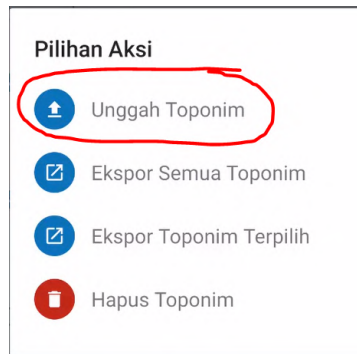 Pilihan Aksi
Unggah Toponim
Ekspor Semua Toponim
Ekspor Toponim Terpilih
Hapus Toponim